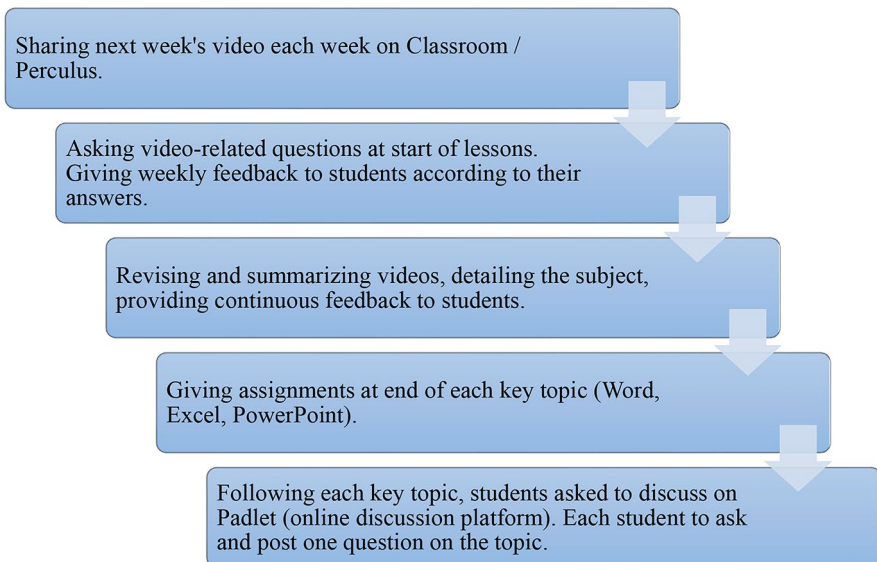 Sharing next week's video each week on Classroom /
Perculus.
Asking video-related questions at start of lessons.
Giving weekly feedback to students according to their
answers.
Revising and summarizing videos, detailing the subject,
providing continuous feedback to students.
Giving assignments at end of each key topic (Word,
Excel, PowerPoint).
Following each key topic, students asked to discuss on
Padlet (online discussion platform). Each student to ask
and post one question on the topic.